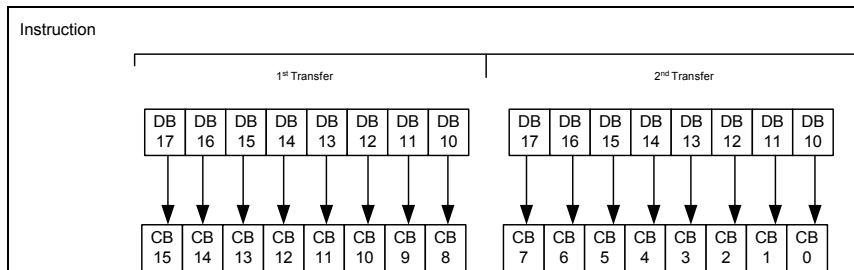 Instruction
1st Transfer 2nd Transfer
DB DB DB DB DB DB DB DB DB DB DB DB DB DB DB DB
17 16 15 14 13 12 11 10 17 16 15 14 13 12 11 10
CB CB CB CB CB CB CB CB CB CB CB CB CB CB CB CB
15 14 13 12 11 10 9 8 7 6 5 4 3 2 1 0